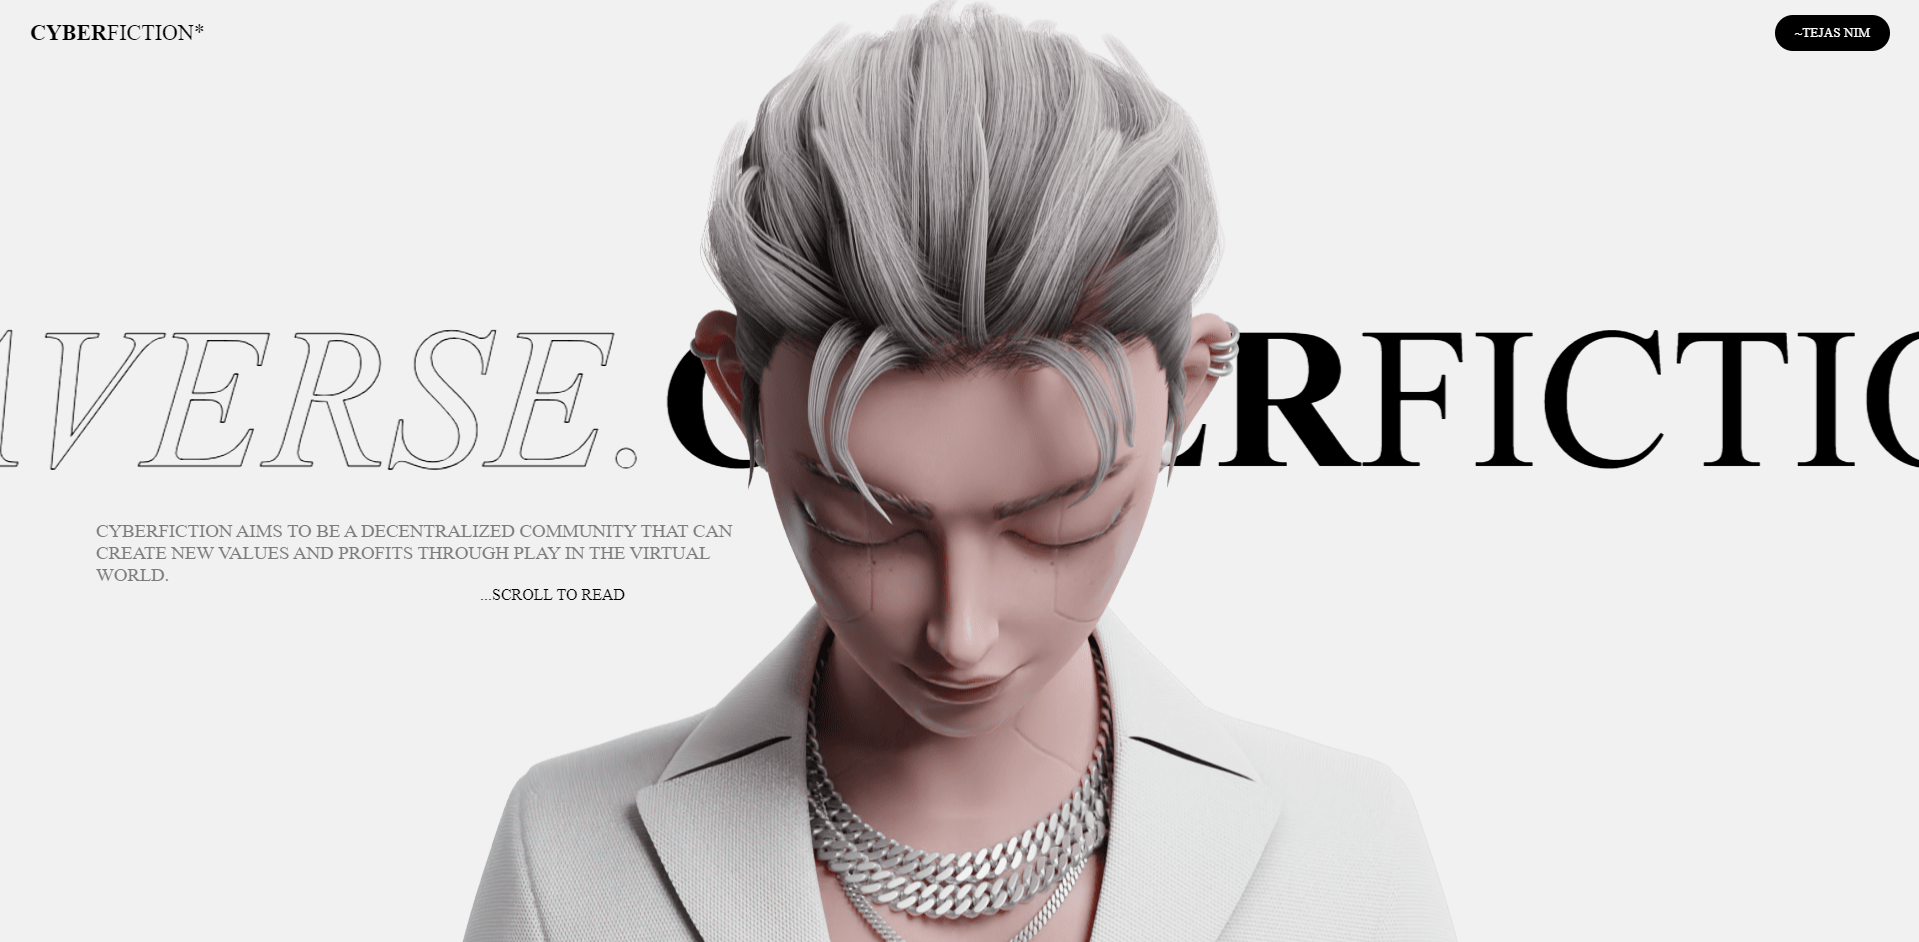 CYBERFICTION*
~TEJAS NIM
VERSE.
ERFICTIO
CYBERFICTION AIMS TO BE A DECENTRALIZED COMMUNITY THAT CAN
CREATE NEW VALUES AND PROFITS THROUGH PLAY IN THE VIRTUAL
WORLD.
...SCROLL TO READ